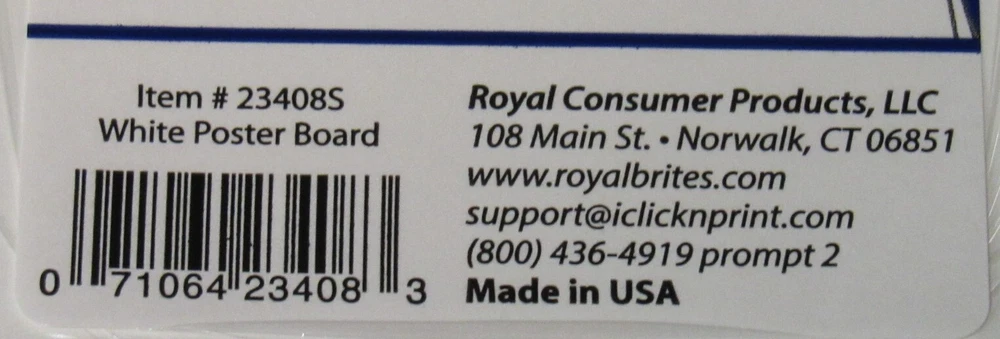 Item # 23408S
White Poster Board
0 71064 23408 3
Royal Consumer Products, LLC
108 Main St. • Norwalk, CT 06851
www.royalbrites.com
support@iclicknprint.com
(800) 436-4919 prompt 2
Made in USA